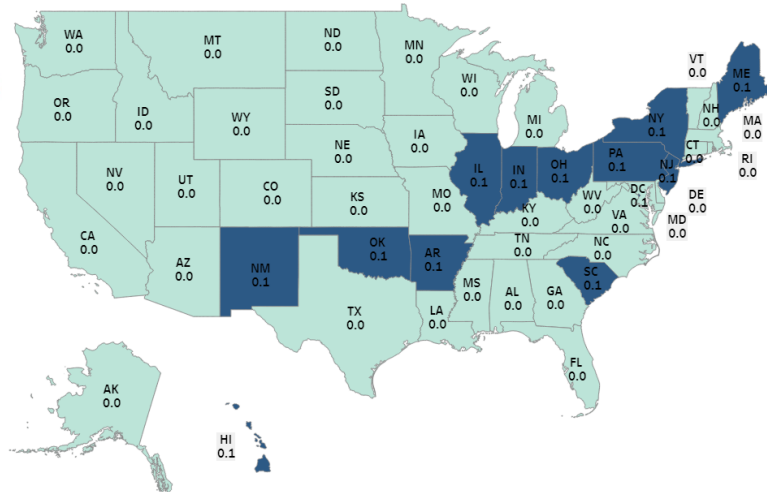 WA
0.0
MT
0.0
ND
0.0
MN
0.0
VT
0.0
ME
0.1
OR
0.0
ID
0.0
SD
0.0
WI
0.0
MI
0.0
NH
0.0
WY
0.0
NY
0.1
MA
0.0
IA
0.0
NE
0.0
CT
0.0
RI
0.0
NV
0.0
UT
0.0
CO
0.0
KS
0.0
MO
0.0
IL
0.1
IN
0.1
OH
0.1
PA
0.1
NJ
0.1
DE
0.0
DC
0.1
MD
0.0
WV
0.0
VA
0.0
KY
0.0
CA
0.0
AZ
0.0
NM
0.1
OK
0.1
AR
0.1
TN
0.0
NC
0.0
SC
0.1
TX
0.0
LA
0.0
MS
0.0
AL
0.0
GA
0.0
FL
0.0
AK
0.0
HI
0.1